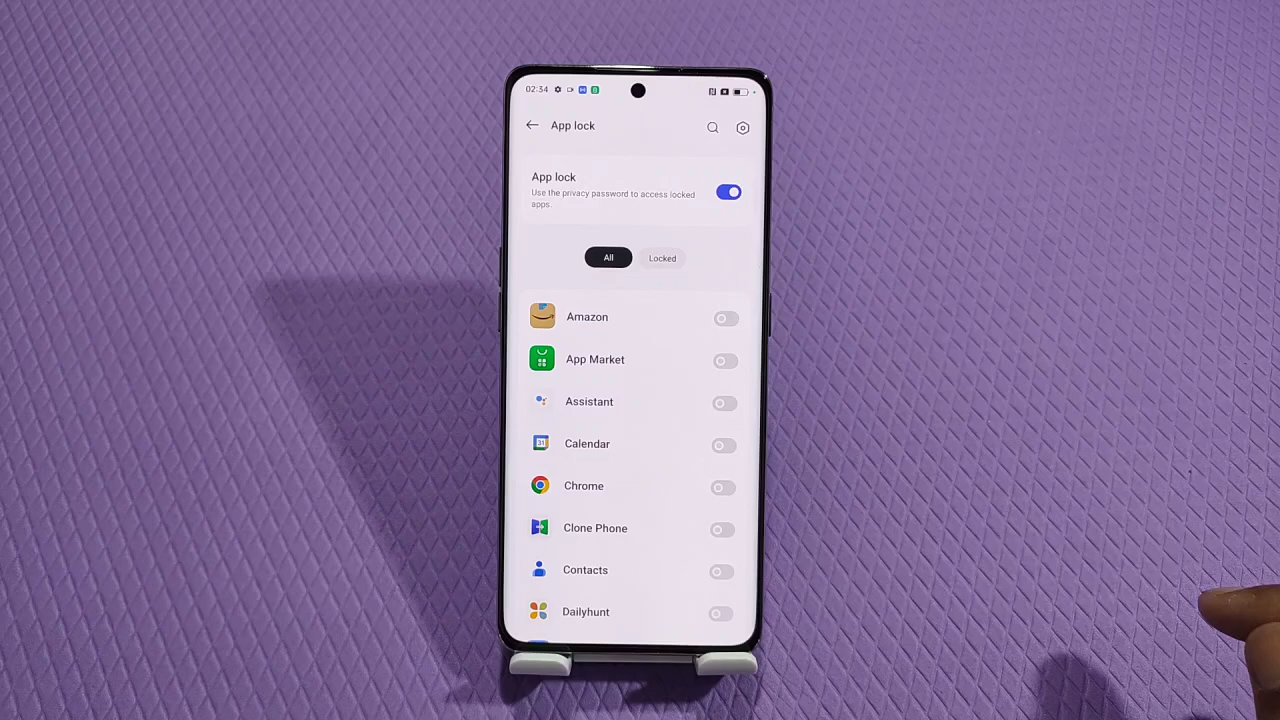 02:34
App lock
App lock
Use the privacy password to access locked
apps.
All
Locked
Amazon
App Market
Assistant
31
Calendar
Chrome
Clone Phone
Contacts
Dailyhunt